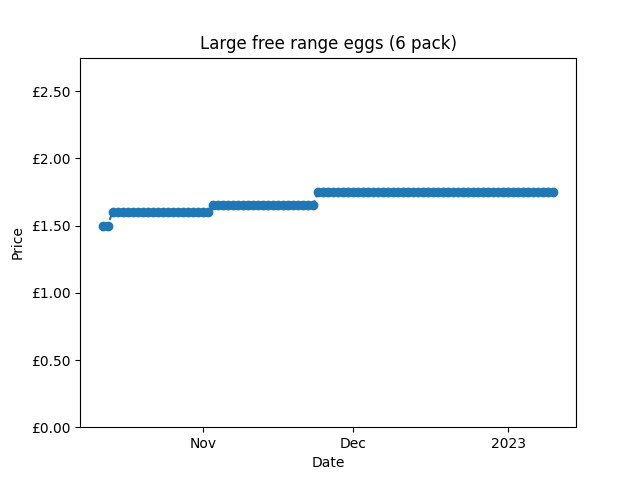 Large free range eggs (6 pack)
£2.50
£2.00
£1.50
£1.00
£0.50
£0.00
Price
Nov
Dec
2023
Date